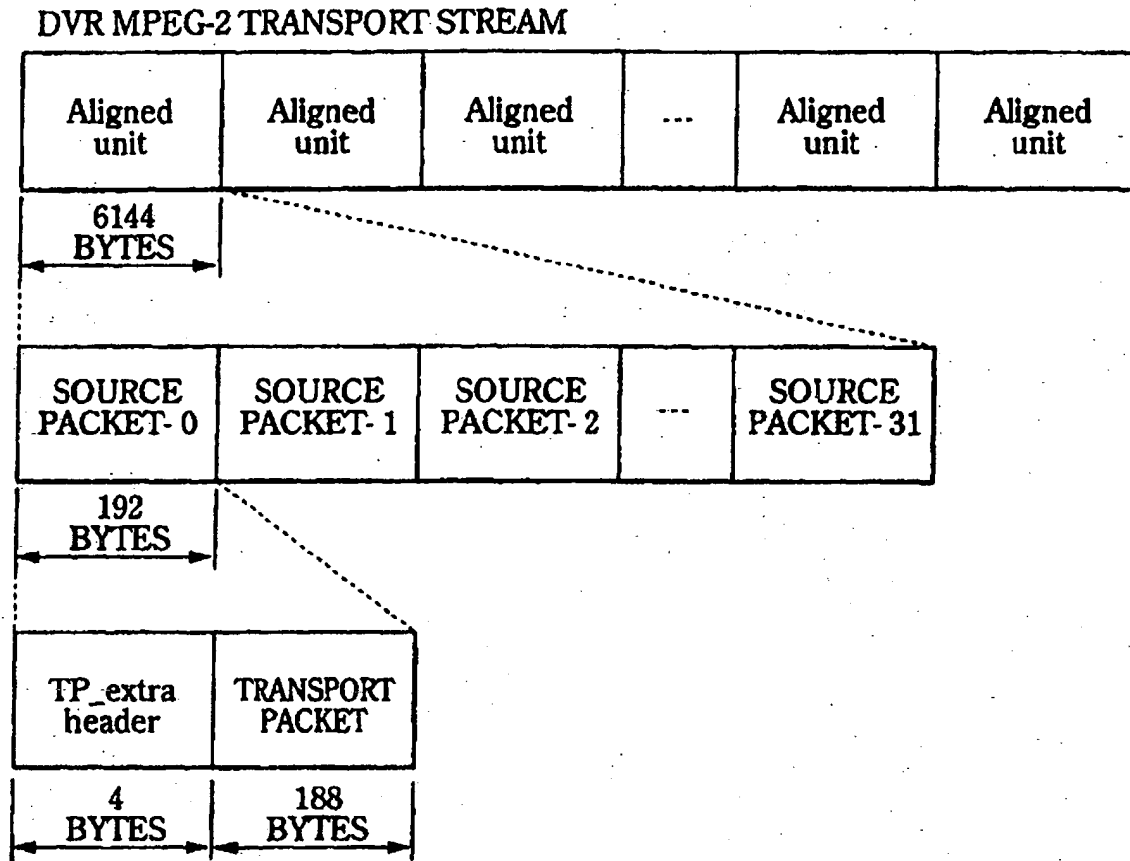 DVR MPEG-2 TRANSPORT STREAM
Aligned unit
Aligned unit
Aligned unit
---
Aligned unit
Aligned unit
6144 BYTES
SOURCE PACKET- 0
SOURCE PACKET- 1
SOURCE PACKET- 2
---
SOURCE PACKET- 31
192 BYTES
TP_extra header
TRANSPORT PACKET
4 BYTES
188 BYTES